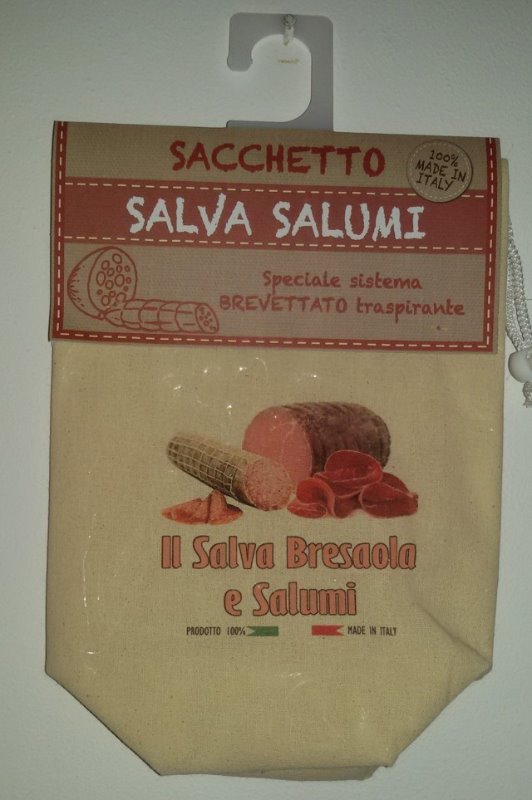 SACCHETTO
100%
MADE IN
ITALY
SALVA SALUMI
Speciale sistema
BREVETTATO traspirante
Il Salva Bresaola
e Salumi
PRODOTTO 100% MADE IN ITALY